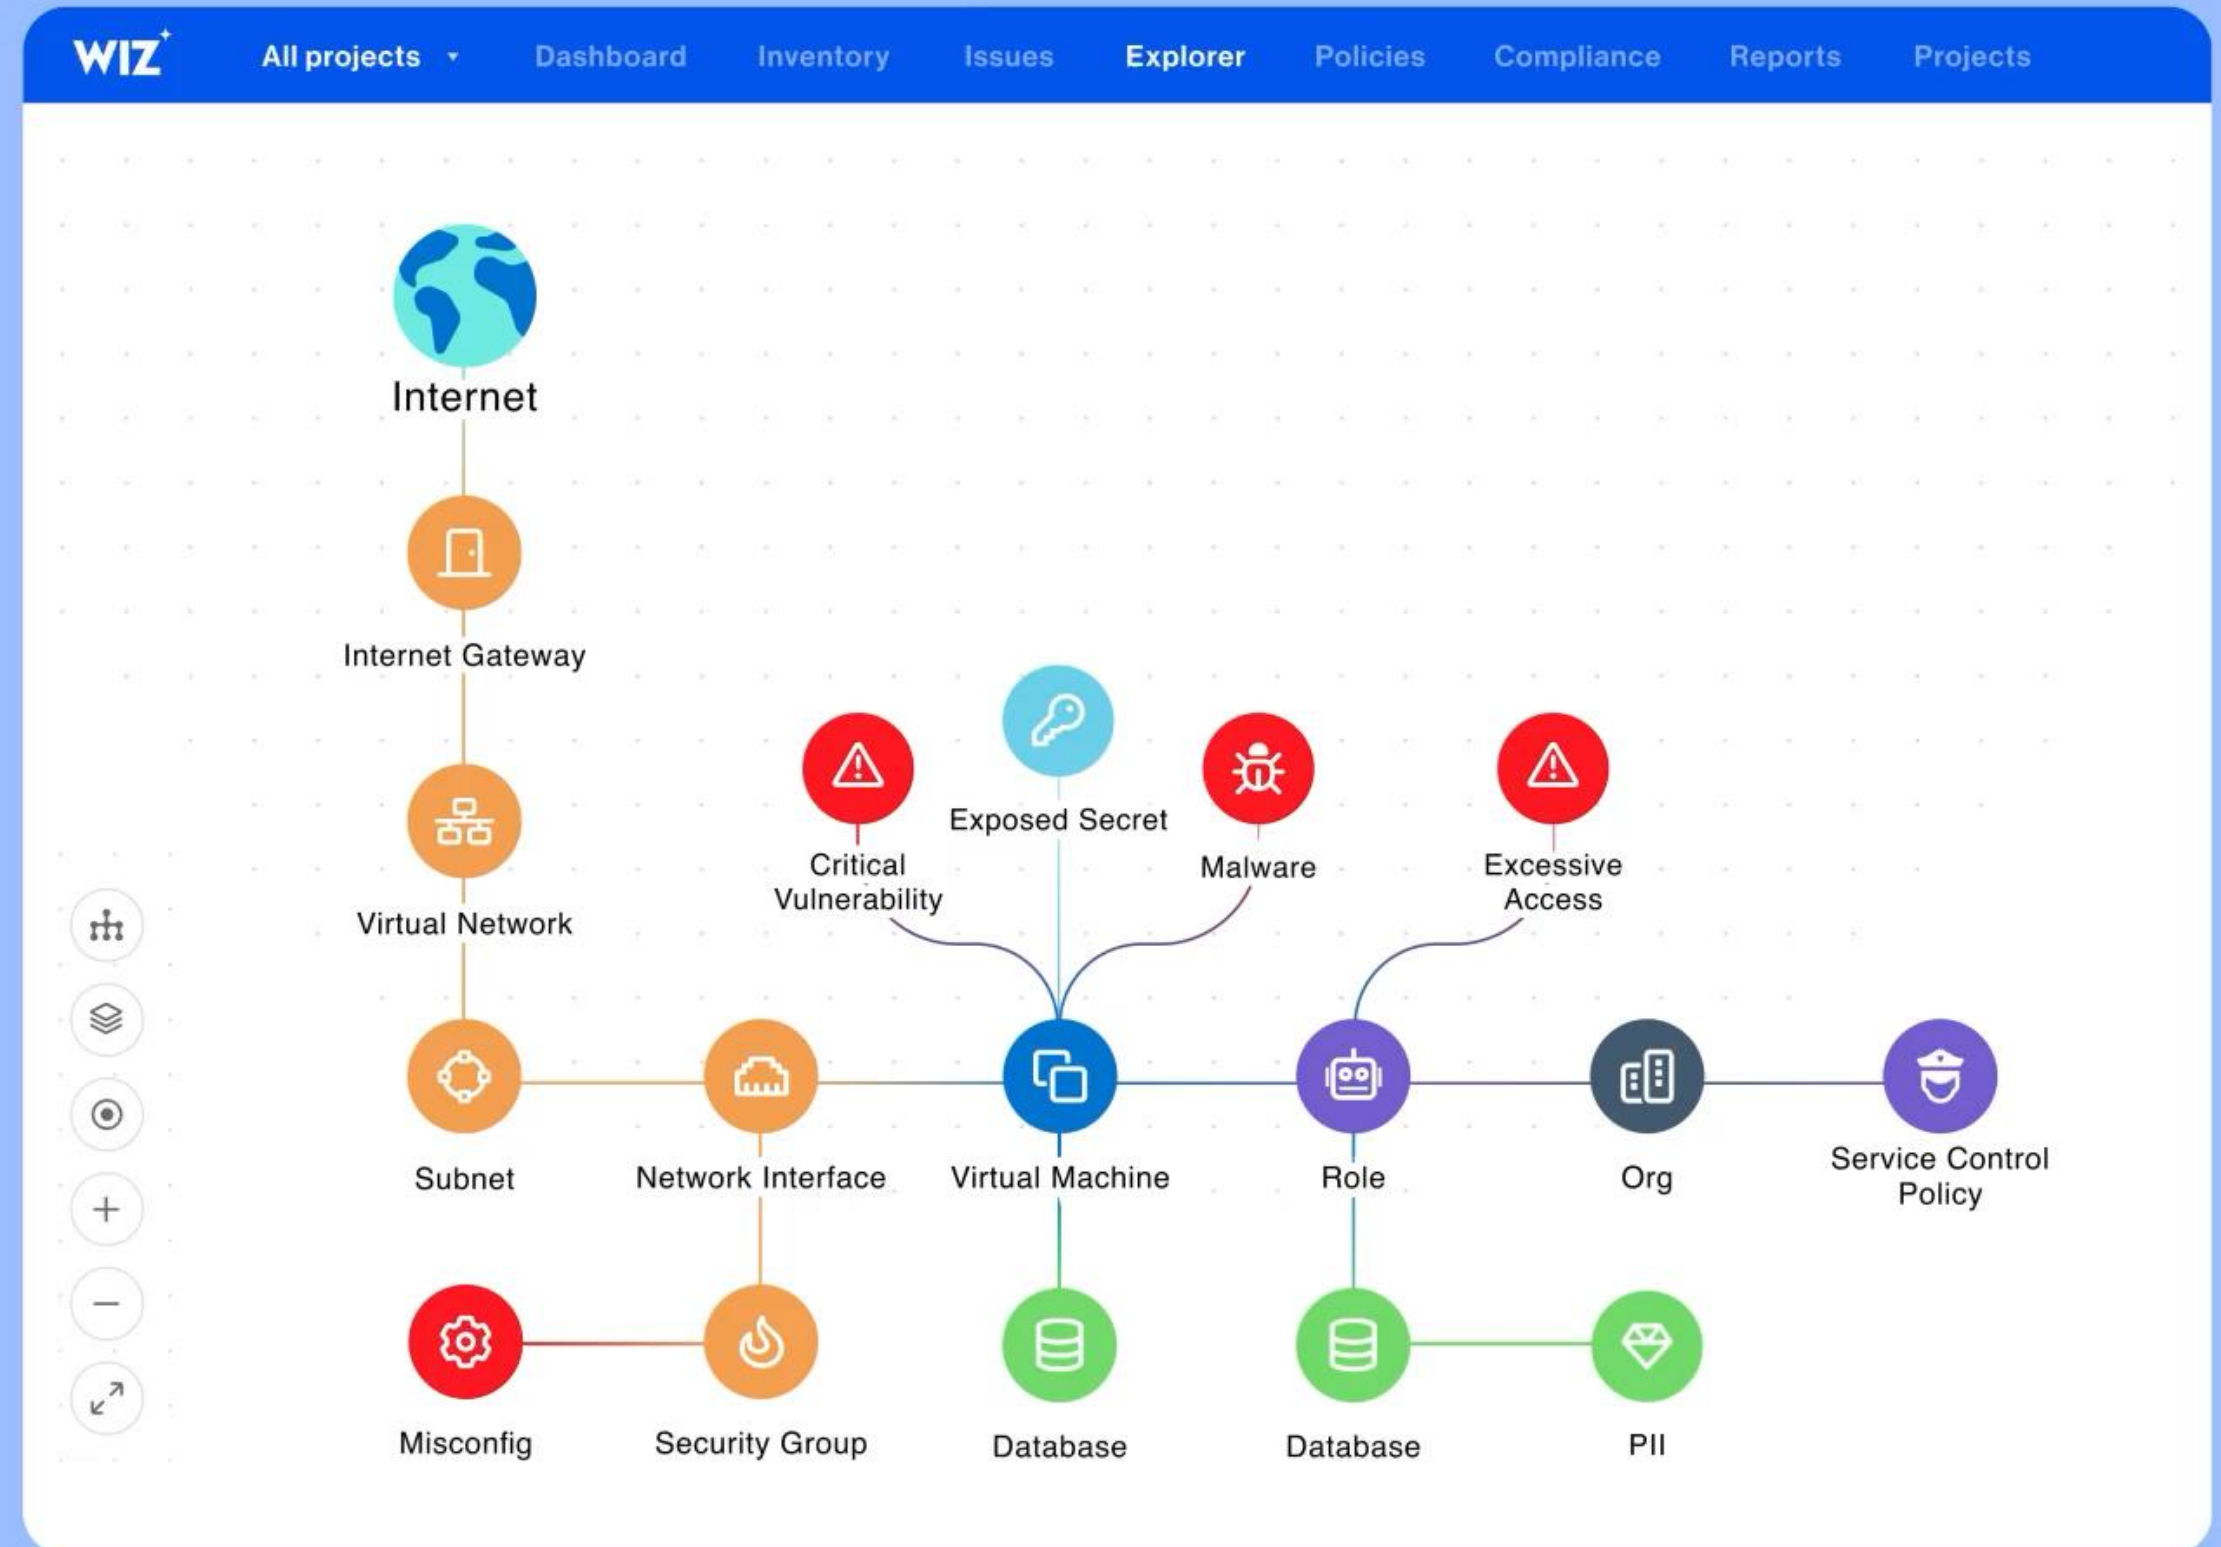 WIZ
All projects
Dashboard
Inventory
Issues
Explorer
Policies
Compliance
Reports
Projects
Internet
Internet Gateway
Exposed Secret
Critical
Vulnerability
Malware
Excessive
Access
Virtual Network
Subnet
Network Interface
Virtual Machine
Role
Org
Service Control
Policy
Misconfig
Security Group
Database
Database
PII